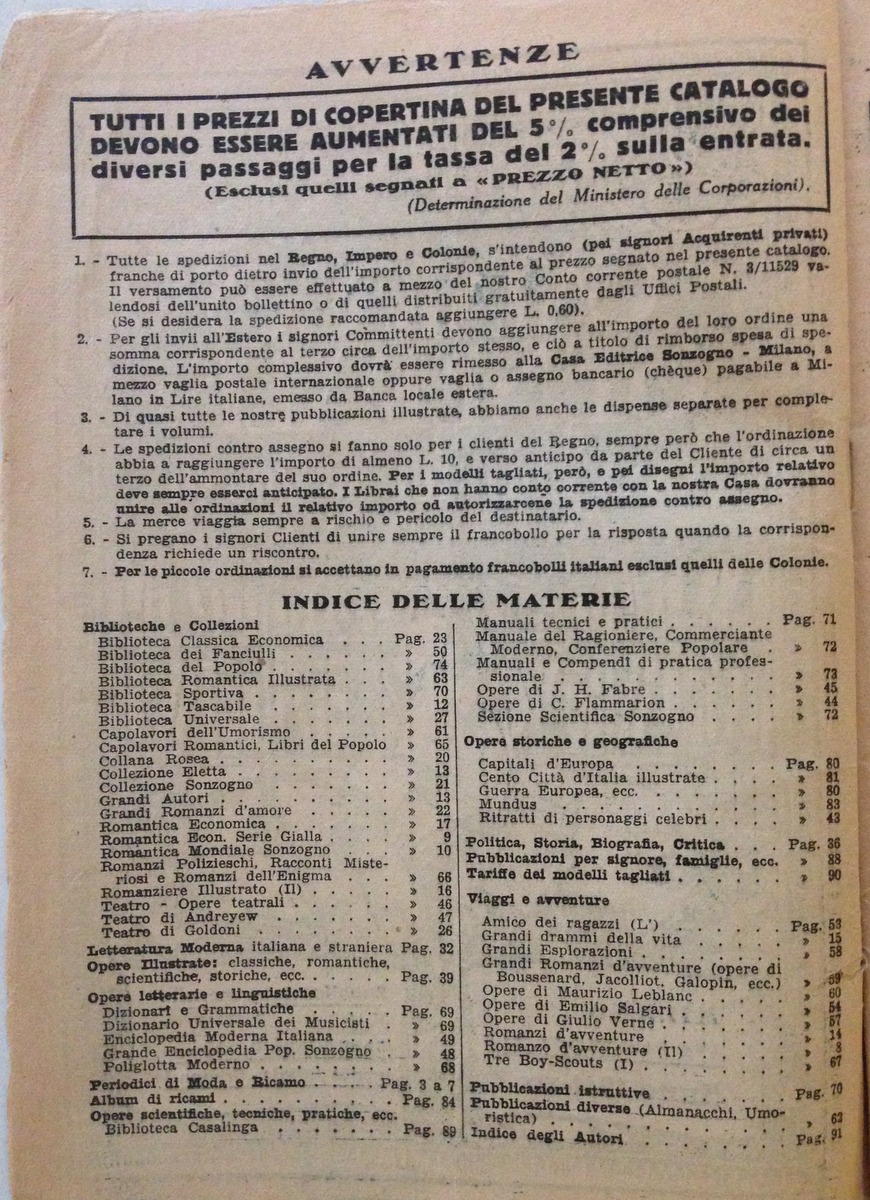 AVVERTENZE
TUTTI I PREZZI DI COPERTINA DEL PRESENTE CATALOGO
DEVONO ESSERE AUMENTATI DEL 5% comprensivo dei
diversi passaggi per la tassa del 2% sulla entrata.
(Esclusi quelli segnati a «PREZZO NETTO»)
(Determinazione del Ministero delle Corporazioni).
1. - Tutte le spedizioni nel Regno, Impero e Colonie, s'intendono (pei signori Acquirenti privati)
franche di porto dietro invio dell'importo corrispondente al prezzo segnato nel presente catalogo.
Il versamento può essere effettuato a mezzo del nostro Conto corrente postale N. 3/11529 va-
lendosi dell'unito bollettino o di quelli distribuiti gratuitamente dagli Uffici Postali.
(Se si desidera la spedizione raccomandata aggiungere L. 0,60).
2. - Per gli invii all'Estero i signori Committenti devono aggiungere all'importo del loro ordine una
somma corrispondente al terzo circa dell'importo stesso, e ciò a titolo di rimborso spesa di spe-
dizione. L'importo complessivo dovrà essere rimesso alla Casa Editrice Sonzogno - Milano, a
mezzo vaglia postale internazionale oppure vaglia o assegno bancario (chèque) pagabile a Mi-
lano in Lire italiane, emesso da Banca locale estera.
3. - Di quasi tutte le nostre pubblicazioni illustrate, abbiamo anche le dispense separate per comple-
tare i volumi.
4. - Le spedizioni contro assegno si fanno solo per i clienti del Regno, sempre però che l'ordinazione
abbia a raggiungere l'importo di almeno L. 10, e verso anticipo da parte del Cliente di circa un
terzo dell'ammontare del suo ordine. Per i modelli tagliati, però, e pei disegni l'importo relativo
deve sempre esserci anticipato. I Librai che non hanno conto corrente con la nostra Casa dovranno
unire alle ordinazioni il relativo importo od autorizzarcene la spedizione contro assegno.
5. - La merce viaggia sempre a rischio e pericolo del destinatario.
6. - Si pregano i signori Clienti di unire sempre il francobollo per la risposta quando la corrispon-
denza richiede un riscontro.
7. - Per le piccole ordinazioni si accettano in pagamento francobolli italiani esclusi quelli delle Colonie.
INDICE DELLE MATERIE
Biblioteche e Collezioni
Biblioteca Classica Economica . . . Pag. 23
Biblioteca dei Fanciulli . . . . . . » 50
Biblioteca del Popolo . . . . . . . » 74
Biblioteca Romantica Illustrata . . . » 63
Biblioteca Sportiva . . . . . . . . » 70
Biblioteca Tascabile . . . . . . . » 12
Biblioteca Universale . . . . . . . » 27
Capolavori dell'Umorismo . . . . . » 61
Capolavori Romantici, Libri del Popolo » 65
Collana Rosea . . . . . . . . . . » 20
Collezione Eletta . . . . . . . . » 13
Collezione Sonzogno . . . . . . . » 21
Grandi Autori . . . . . . . . . . » 13
Grandi Romanzi d'amore . . . . . . » 22
Romantica Economica . . . . . . . » 17
Romantica Econ. Serie Gialla . . . . » 9
Romantica Mondiale Sonzogno . . . » 10
Romanzi Polizieschi, Racconti Miste-
riosi e Romanzi dell'Enigma . . . » 66
Romanziere Illustrato (Il) . . . . . » 16
Teatro - Opere teatrali . . . . . . » 46
Teatro di Andreyew . . . . . . . » 47
Teatro di Goldoni . . . . . . . . » 26
Letteratura Moderna italiana e straniera Pag. 32
Opere Illustrate: classiche, romantiche,
scientifiche, storiche, ecc. . . . . . Pag. 39
Opere letterarie e linguistiche
Dizionari e Grammatiche . . . . . Pag. 69
Dizionario Universale dei Musicisti . » 69
Enciclopedia Moderna Italiana . . . . » 49
Grande Enciclopedia Pop. Sonzogno . » 48
Poliglotta Moderno . . . . . . . . » 68
Periodici di Moda e Ricamo . . . . Pag. 3 a 7
Album di ricami . . . . . . . . . . Pag. 84
Opere scientifiche, tecniche, pratiche, ecc.
Biblioteca Casalinga . . . . . . . Pag. 89
Manuali tecnici e pratici . . . . . . Pag. 71
Manuale del Ragioniere, Commerciante
Moderno, Conferenziere Popolare . » 72
Manuali e Compendi di pratica profes-
sionale . . . . . . . . . . . . » 73
Opere di J. H. Fabre . . . . . . . » 45
Opere di C. Flammarion . . . . . . » 44
Sezione Scientifica Sonzogno . . . . » 72
Opere storiche e geografiche
Capitali d'Europa . . . . . . . . Pag. 80
Cento Città d'Italia illustrate . . . . » 81
Guerra Europea, ecc. . . . . . . . » 80
Mundus . . . . . . . . . . . . » 83
Ritratti di personaggi celebri . . . . » 43
Politica, Storia, Biografia, Critica . . . Pag. 36
Pubblicazioni per signore, famiglie, ecc. » 88
Tariffe dei modelli tagliati . . . . . . » 90
Viaggi e avventure
Amico dei ragazzi (L') . . . . . . Pag. 53
Grandi drammi della vita . . . . . » 15
Grandi Esplorazioni . . . . . . . » 58
Grandi Romanzi d'avventure (opere di
Boussenard, Jacolliot, Galopin, ecc.) » 59
Opere di Maurizio Leblanc . . . . . » 60
Opere di Emilio Salgari . . . . . . » 54
Opere di Giulio Verne . . . . . . . » 57
Romanzi d'avventure . . . . . . . » 14
Romanzo d'avventure (Il) . . . . . » 8
Tre Boy-Scouts (I) . . . . . . . . » 67
Pubblicazioni istruttive . . . . . . . Pag. 70
Pubblicazioni diverse (Almanacchi, Umo-
ristica) . . . . . . . . . . . . » 62
Indice degli Autori . . . . . . . . Pag. 91